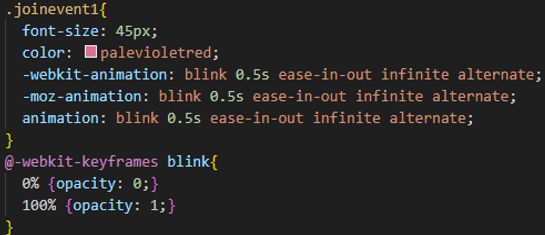 .joinevent1{
font-size: 45px;
color: palevioletred;
-webkit-animation: blink 0.5s ease-in-out infinite alternate;
-moz-animation: blink 0.5s ease-in-out infinite alternate;
animation: blink 0.5s ease-in-out infinite alternate;
}
@-webkit-keyframes blink{
0% {opacity: 0;}
100% {opacity: 1;}
}